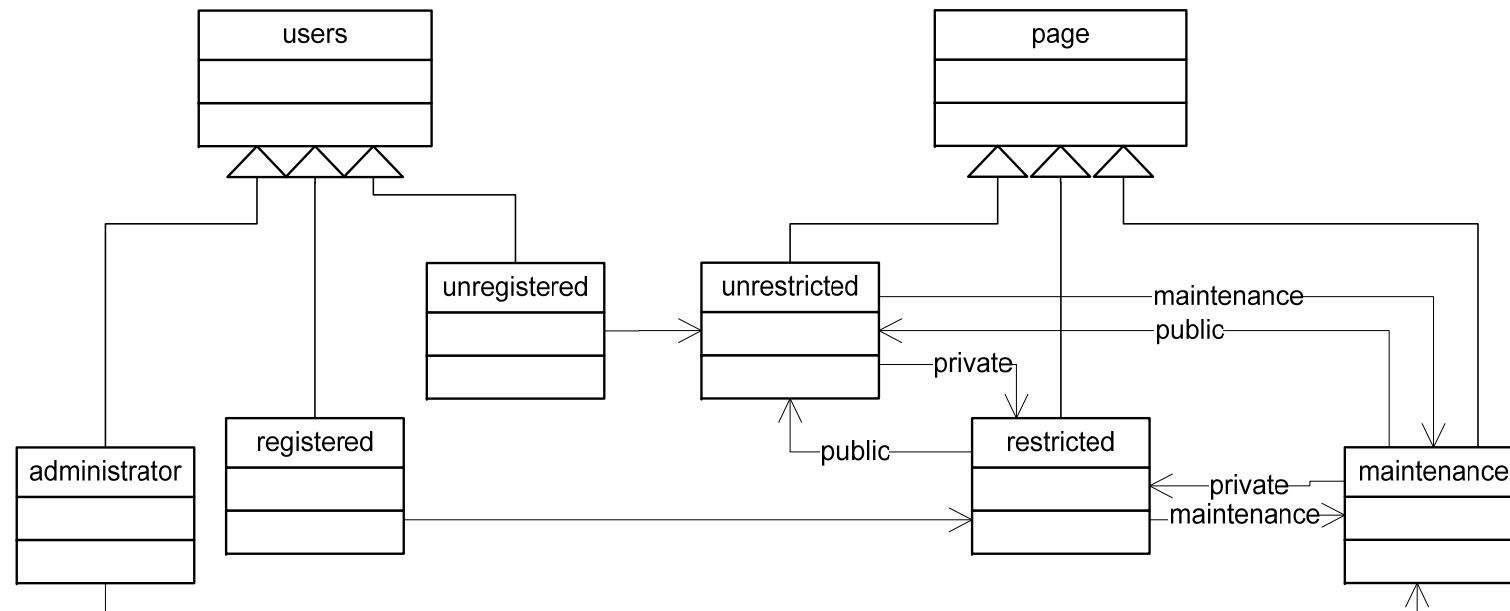 users
page
unregistered
unrestricted
maintenance
public
private
registered
restricted
public
administrator
maintenance
private
maintenance